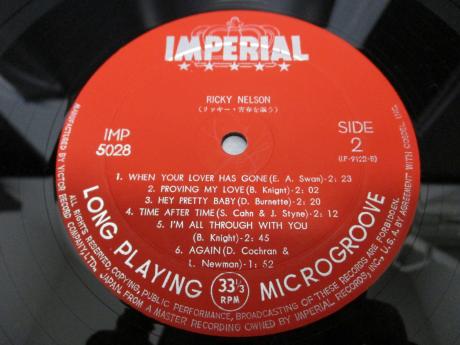 IMPERIAL
RICKY NELSON
(リッキー・青春を謳う)
IMP
5028
SIDE
2
(LP-9122-B)
1. WHEN YOUR LOVER HAS GONE (E. A. Swan)-2: 23
2. PROVING MY LOVE (B. Knight)-2: 02
3. HEY PRETTY BABY (D. Burnette)-2: 20
4. TIME AFTER TIME (S. Cahn & J. Styne)-2: 12
5. I'M ALL THROUGH WITH YOU
(B. Knight)-2: 45
6. AGAIN (D. Cochran &
L. Newman)-1: 52
LONG PLAYING
33 1/3
RPM
MICROGROOVE
MANUFACTURED BY VICTOR RECORD COMPANY, LTD., JAPAN, FROM A MASTER RECORDING OWNED BY IMPERIAL RECORDS INC., U.S.A. BY AGREEMENT WITH
ALL RIGHTS RESERVED, COPYING, PUBLIC PERFORMANCE, BROADCASTING OF THESE RECORDS ARE FORBIDDEN.